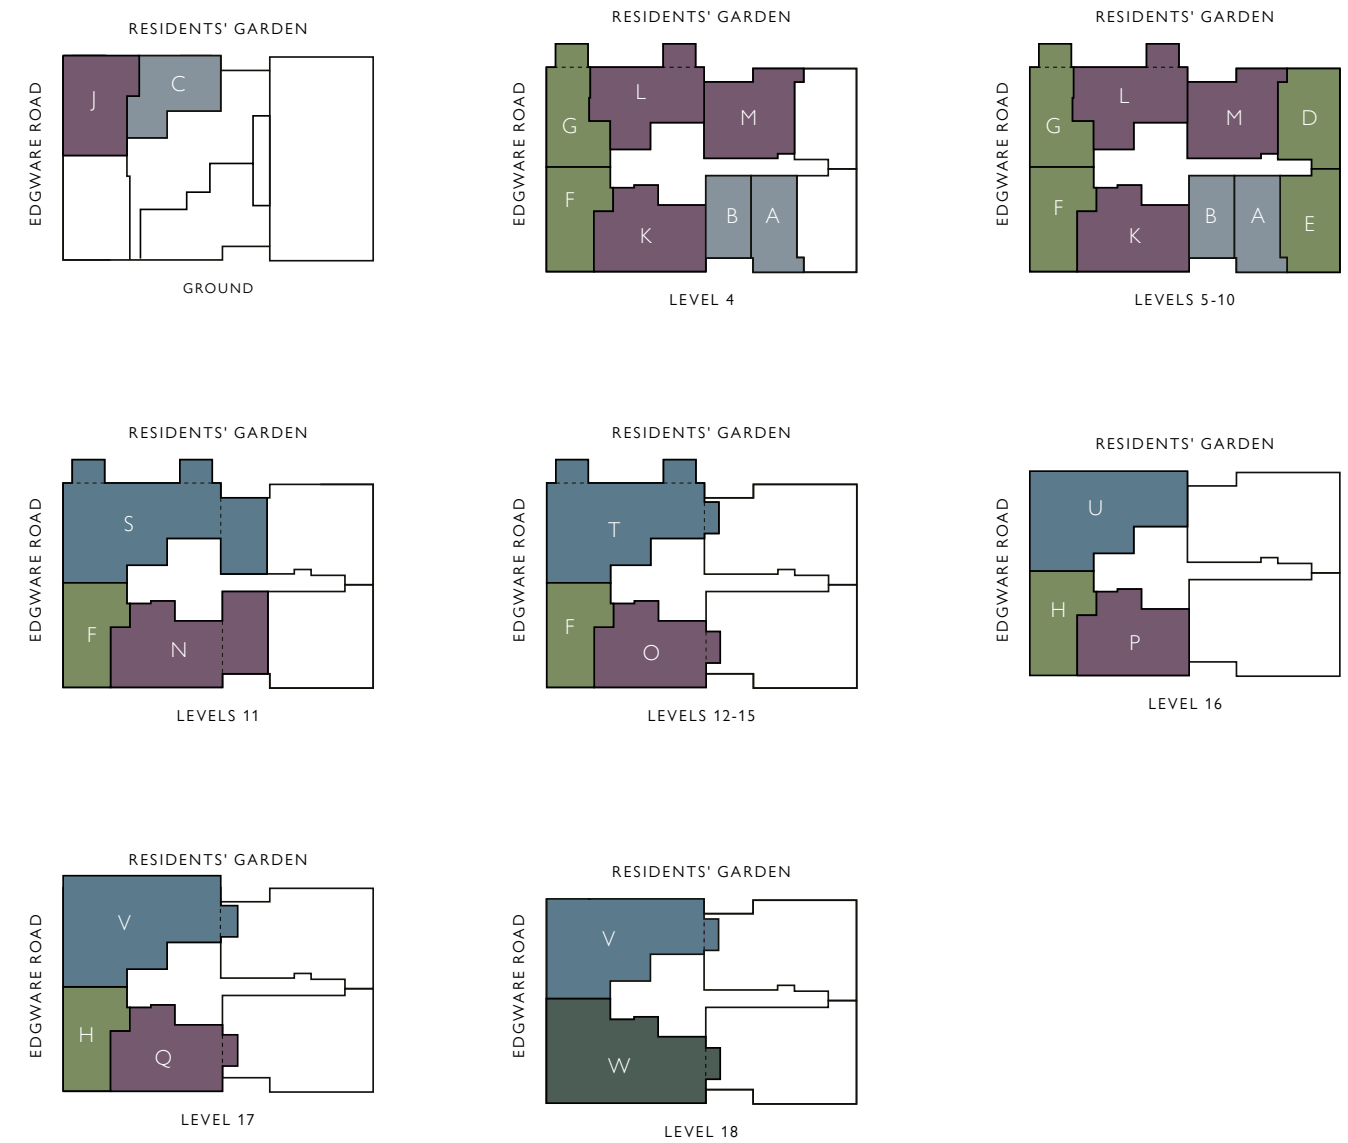 RESIDENTS' GARDEN
EDGWARE ROAD
J
C
GROUND
RESIDENTS' GARDEN
EDGWARE ROAD
L
M
G
F
K
B
A
LEVEL 4
RESIDENTS' GARDEN
EDGWARE ROAD
L
M
D
G
F
K
B
A
E
LEVELS 5-10
RESIDENTS' GARDEN
EDGWARE ROAD
S
F
N
LEVELS 11
RESIDENTS' GARDEN
EDGWARE ROAD
T
F
O
LEVELS 12-15
RESIDENTS' GARDEN
EDGWARE ROAD
U
H
P
LEVEL 16
RESIDENTS' GARDEN
EDGWARE ROAD
V
H
Q
LEVEL 17
RESIDENTS' GARDEN
EDGWARE ROAD
V
W
LEVEL 18